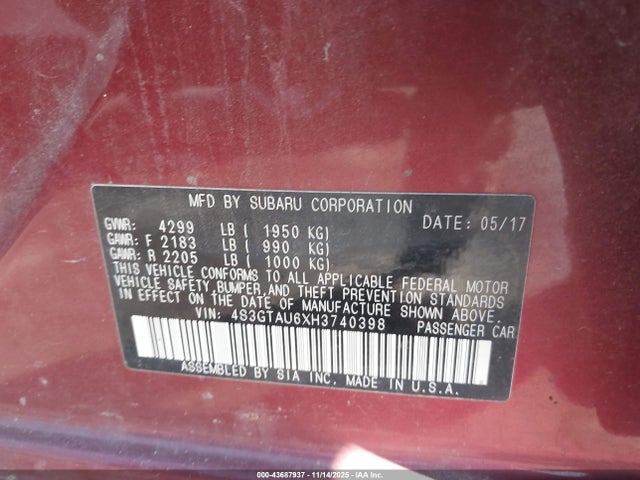 MFD BY SUBARU CORPORATION DATE: 05/17
GVWR: 4299 LB ( 1950 KG)
GAWR: F 2183 LB ( 990 KG)
GAWR: R 2205 LB ( 1000 KG)
THIS VEHICLE CONFORMS TO ALL APPLICABLE FEDERAL MOTOR
VEHICLE SAFETY, BUMPER, AND THEFT PREVENTION STANDARDS
IN EFFECT ON THE DATE OF MANUFACTURE SHOWN ABOVE.
VIN: 4S3GTAU6XH3740398 PASSENGER CAR
ASSEMBLED BY SIA INC. MADE IN U.S.A.
000-43687937 - 11/14/2025 - IAA Inc.